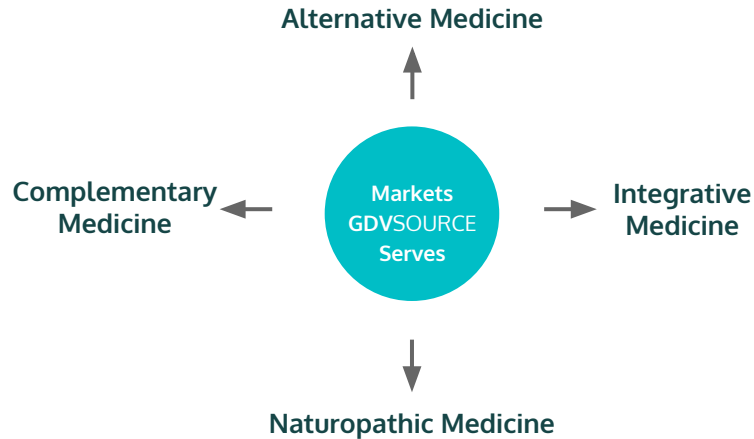 Alternative Medicine
Complementary
Medicine
Markets
GDVSOURCE
Serves
Integrative
Medicine
Naturopathic Medicine